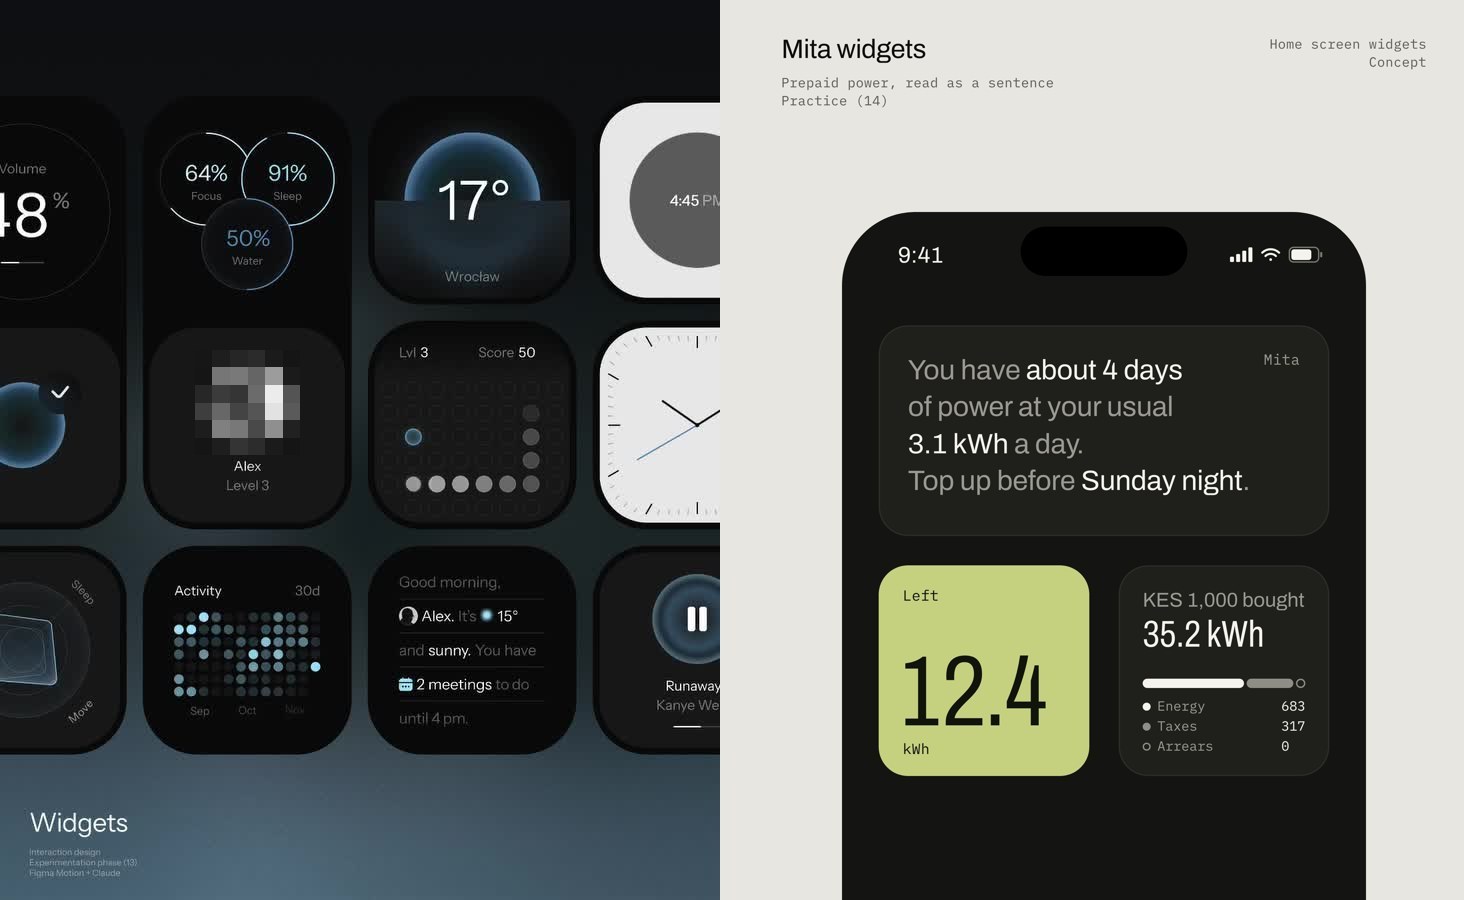 Volume
48%
64%
Focus
91%
Sleep
50%
Water
17°
Wrocław
4:45 PM
Alex
Level 3
Lvl 3
Score 50
Sleep
Move
Activity
30d
Sep
Oct
Nov
Good morning,
Alex. It's 15°
and sunny. You have
2 meetings to do
until 4 pm.
Runaway
Kanye We
Widgets
Interaction design
Experimentation phase (13)
Figma Motion + Claude
Mita widgets
Prepaid power, read as a sentence
Practice (14)
Home screen widgets
Concept
9:41
Mita
You have about 4 days
of power at your usual
3.1 kWh a day.
Top up before Sunday night.
Left
12.4
kWh
KES 1,000 bought
35.2 kWh
Energy 683
Taxes 317
Arrears 0